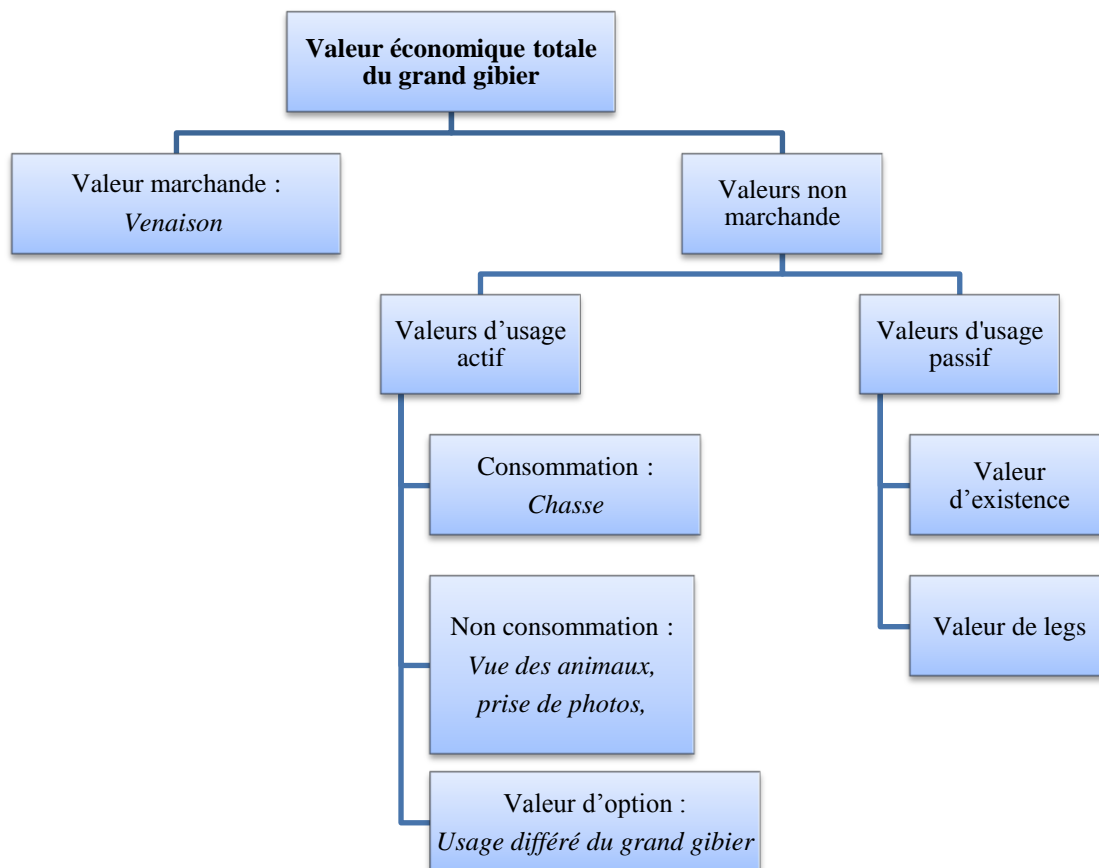 Valeur économique totale
du grand gibier
Valeur marchande :
Venaison
Valeurs non
marchande
Valeurs d’usage
actif
Valeurs d'usage
passif
Consommation :
Chasse
Valeur
d’existence
Non consommation :
Vue des animaux,
prise de photos,
Valeur de legs
Valeur d’option :
Usage différé du grand gibier